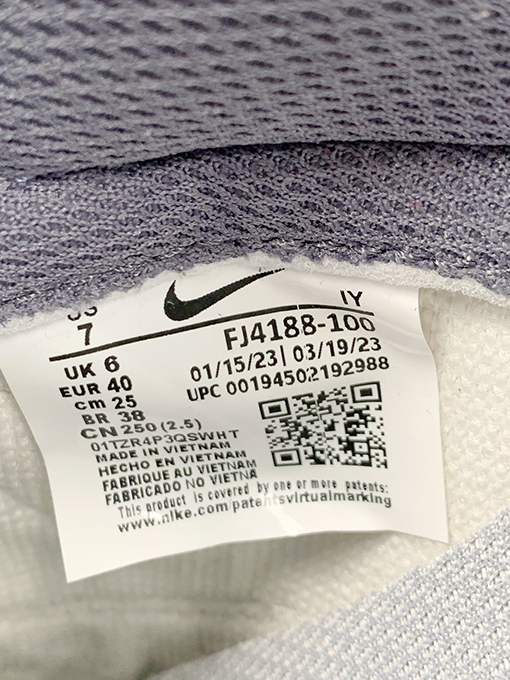 US
7
IY
UK 6
FJ4188-100
EUR 40
01/15/23| 03/19/23
cm 25
UPC 00194502192988
BR 38
CN 250 (2.5)
01TZR4P3QSWHT
MADE IN VIETNAM
HECHO EN VIETNAM
FABRIQUE AU VIETNAM
FABRICADO NO VIETNA
This product is covered by one or more patents:
www.nike.com/patentsvirtualmarking